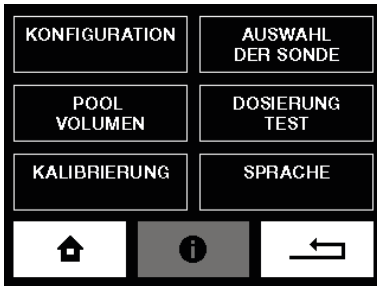 KONFIGURATION
AUSWAHL
DER SONDE
POOL
VOLUMEN
DOSIERUNG
TEST
KALIBRIERUNG
SPRACHE